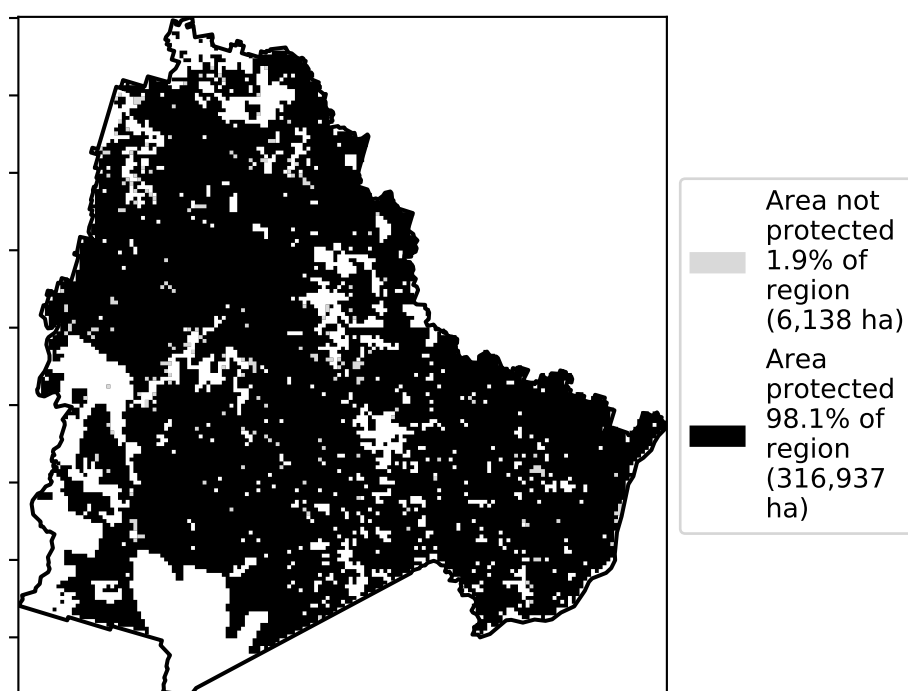 Area not
protected
1.9% of
region
(6,138 ha)
Area
protected
98.1% of
region
(316,937
ha)